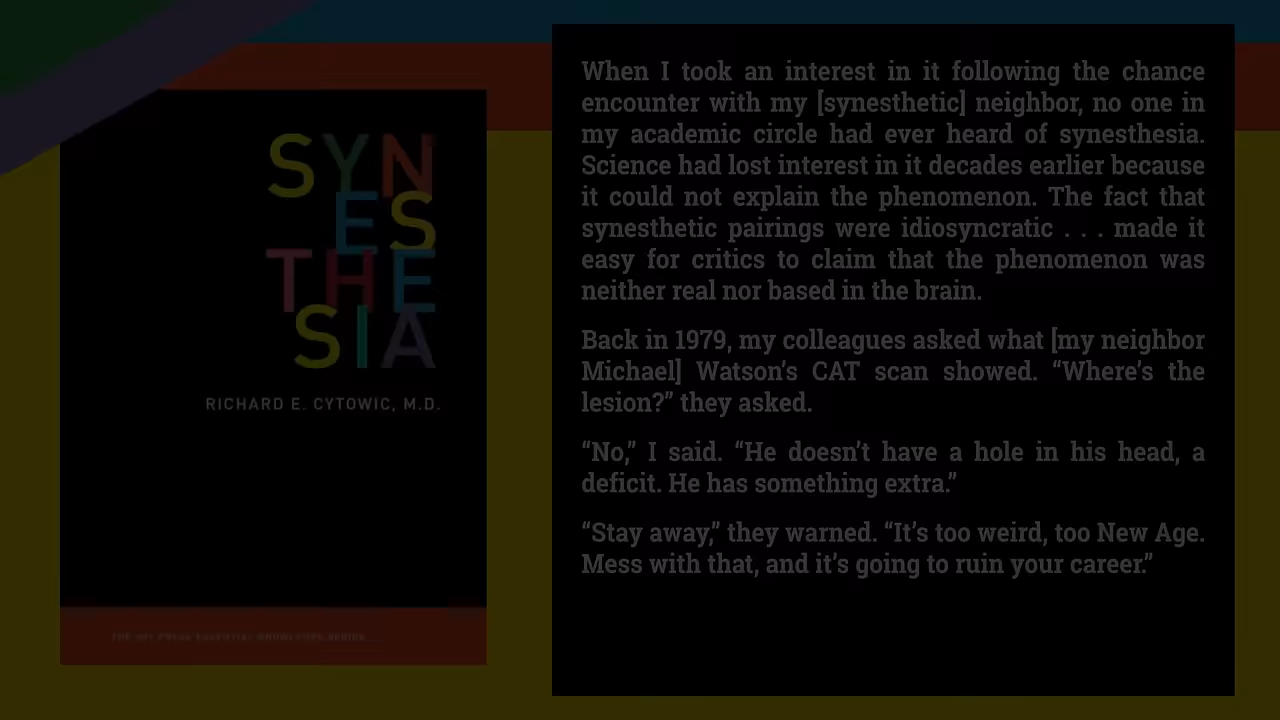 SYN
ES
THE
SIA
RICHARD E. CYTOWIC, M.D.
THE MIT PRESS ESSENTIAL KNOWLEDGE SERIES
When I took an interest in it following the chance
encounter with my [synesthetic] neighbor, no one in
my academic circle had ever heard of synesthesia.
Science had lost interest in it decades earlier because
it could not explain the phenomenon. The fact that
synesthetic pairings were idiosyncratic . . . made it
easy for critics to claim that the phenomenon was
neither real nor based in the brain.
Back in 1979, my colleagues asked what [my neighbor
Michael] Watson’s CAT scan showed. “Where’s the
lesion?” they asked.
“No,” I said. “He doesn’t have a hole in his head, a
deficit. He has something extra.”
“Stay away,” they warned. “It’s too weird, too New Age.
Mess with that, and it’s going to ruin your career.”